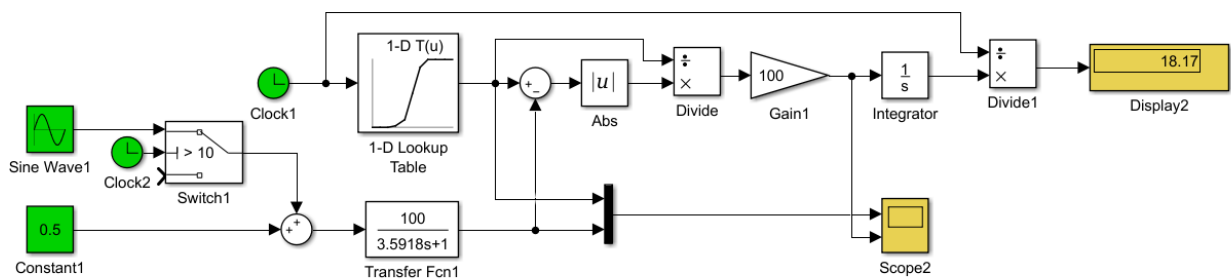 1-D T(u)
Clock1
1-D Lookup
Table
+
−
|u|
Abs
÷
×
Divide
100
Gain1
1
s
Integrator
÷
×
Divide1
18.17
Display2
Sine Wave1
Clock2
> 10
Switch1
0.5
Constant1
+
+
100
3.5918s+1
Transfer Fcn1
Scope2